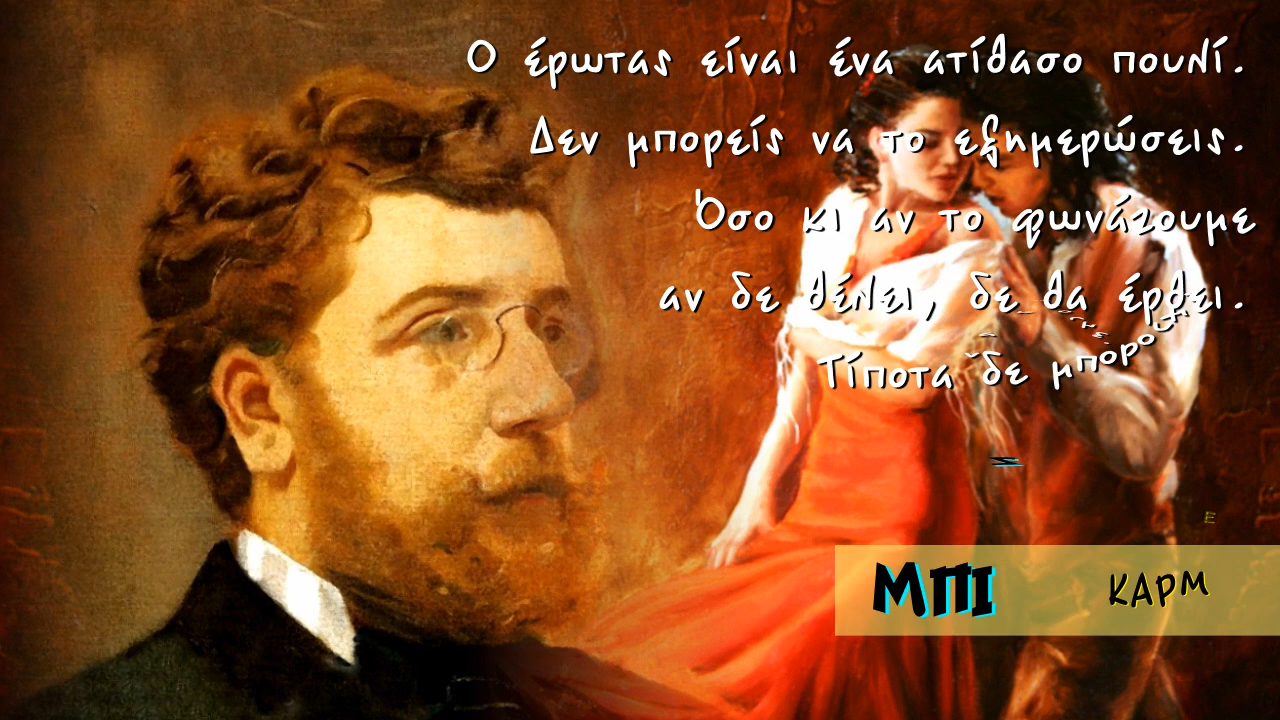 Ο έρωτας είναι ένα ατίθασο πουλί.
Δεν μπορείς να το εξημερώσεις.
Όσο κι αν το φωνάζουμε
αν δε θέλει, δε θα έρθει.
Τίποτα δε
ΜΠΙ ΚΑΡΜ